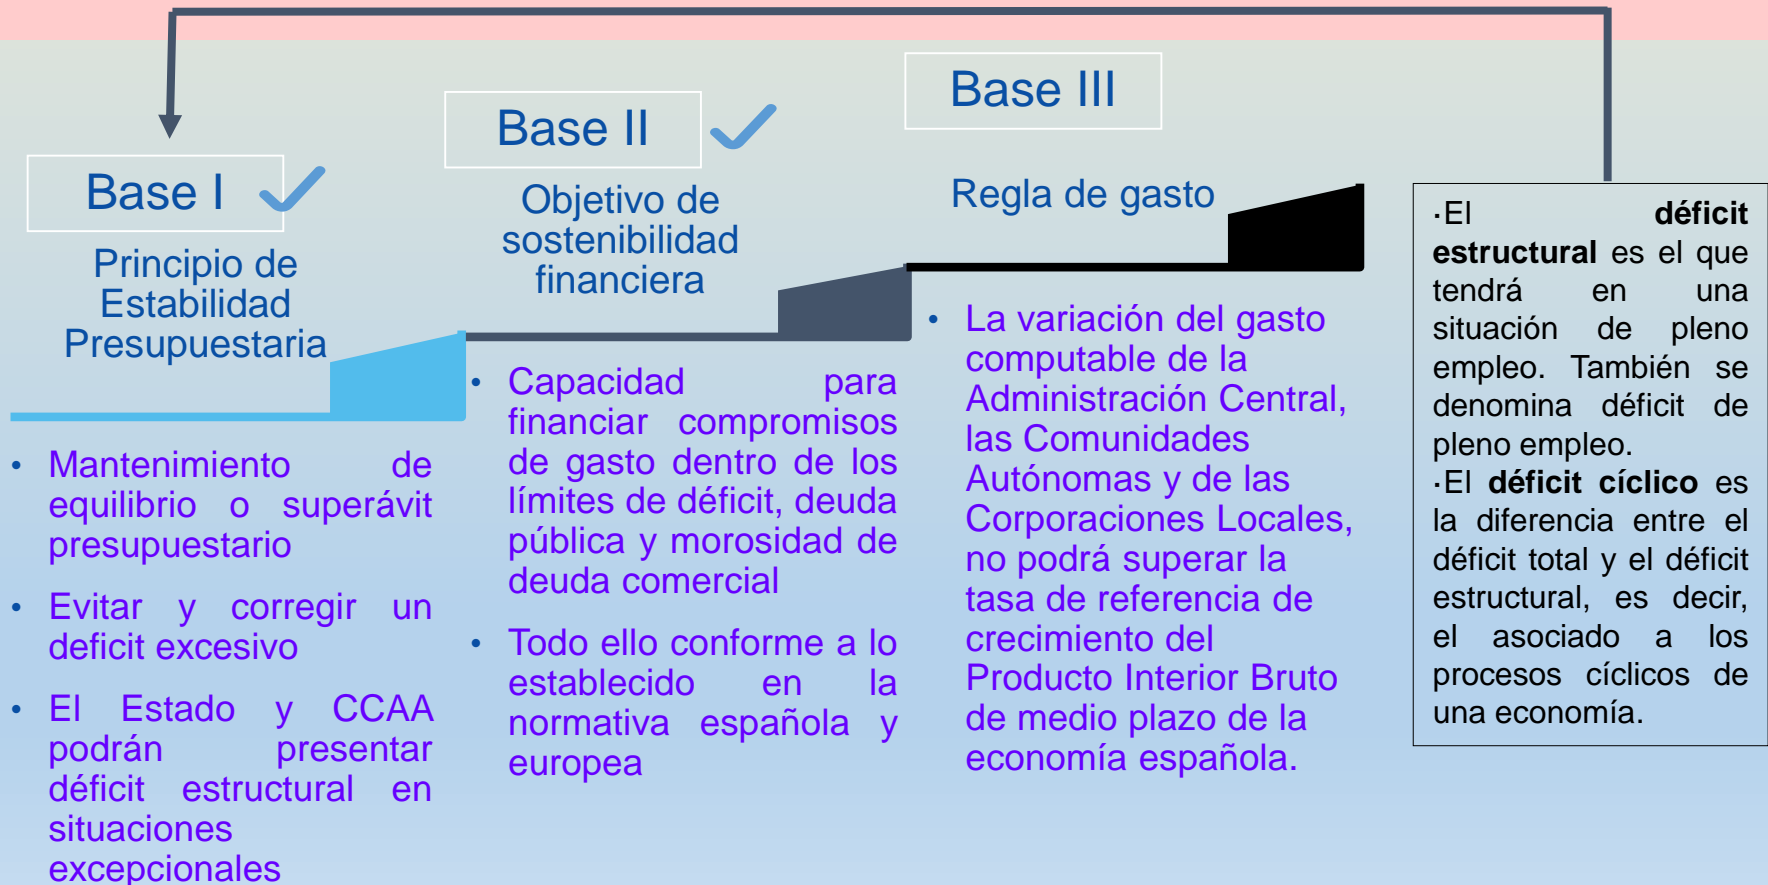 Base I
Principio de
Estabilidad
Presupuestaria
• Mantenimiento de
equilibrio o superávit
presupuestario
• Evitar y corregir un
deficit excesivo
• El Estado y CCAA
podrán presentar
déficit estructural en
situaciones
excepcionales
Base II
Objetivo de
sostenibilidad
financiera
• Capacidad para
financiar compromisos
de gasto dentro de los
límites de déficit, deuda
pública y morosidad de
deuda comercial
• Todo ello conforme a lo
establecido en la
normativa española y
europea
Base III
Regla de gasto
• La variación del gasto
computable de la
Administración Central,
las Comunidades
Autónomas y de las
Corporaciones Locales,
no podrá superar la
tasa de referencia de
crecimiento del
Producto Interior Bruto
de medio plazo de la
economía española.
·El déficit
estructural es el que
tendrá en una
situación de pleno
empleo. También se
denomina déficit de
pleno empleo.
·El déficit cíclico es
la diferencia entre el
déficit total y el déficit
estructural, es decir,
el asociado a los
procesos cíclicos de
una economía.